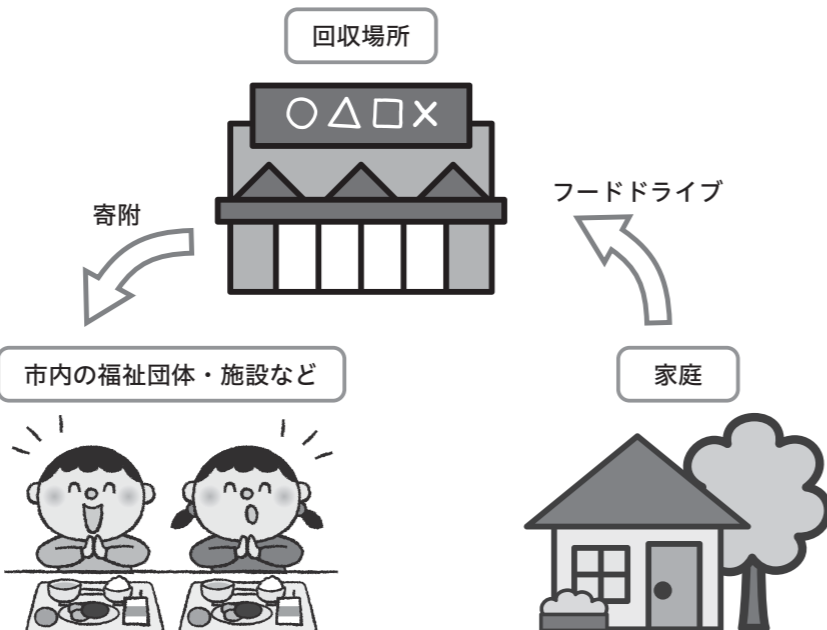 回収場所
○△□×
フードドライブ
寄附
市内の福祉団体・施設など
家庭